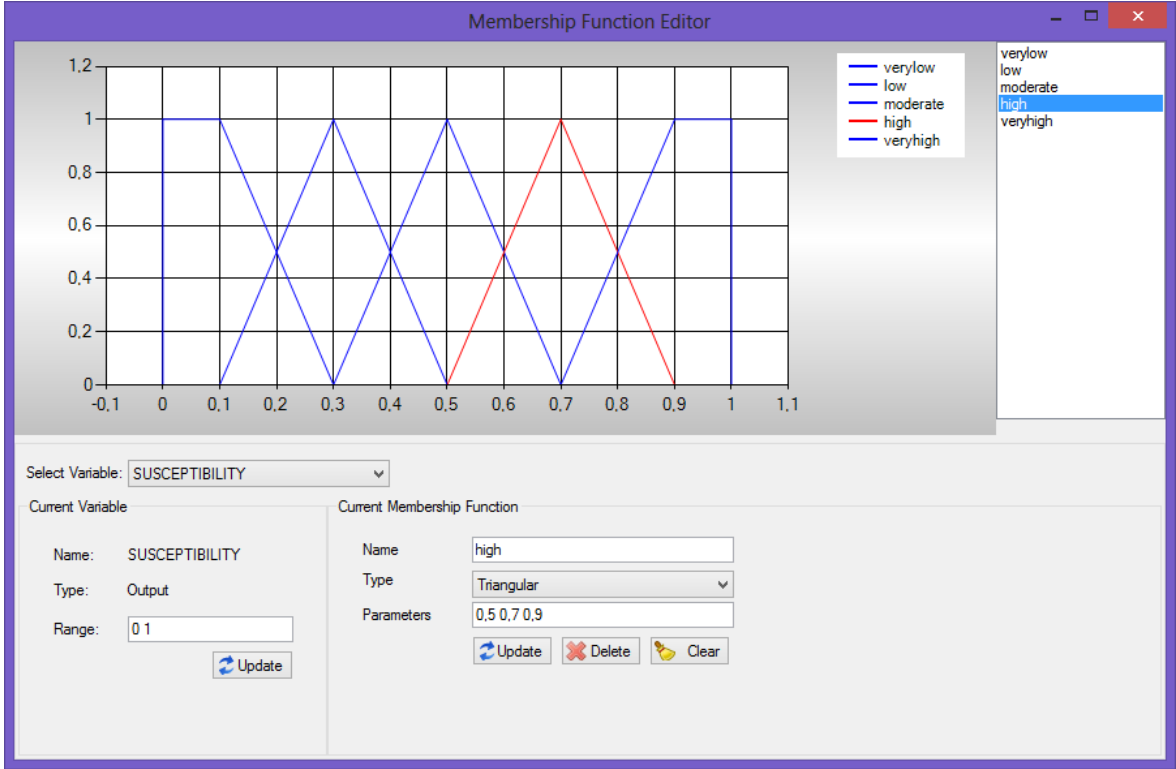 Membership Function Editor
1,2
1
0,8
0,6
0,4
0,2
0
-0,1 0 0,1 0,2 0,3 0,4 0,5 0,6 0,7 0,8 0,9 1 1,1
verylow
low
moderate
high
veryhigh
verylow
low
moderate
high
veryhigh
Select Variable: SUSCEPTIBILITY
Current Variable
Name: SUSCEPTIBILITY
Type: Output
Range: 0 1
Update
Current Membership Function
Name high
Type Triangular
Parameters 0,5 0,7 0,9
Update Delete Clear